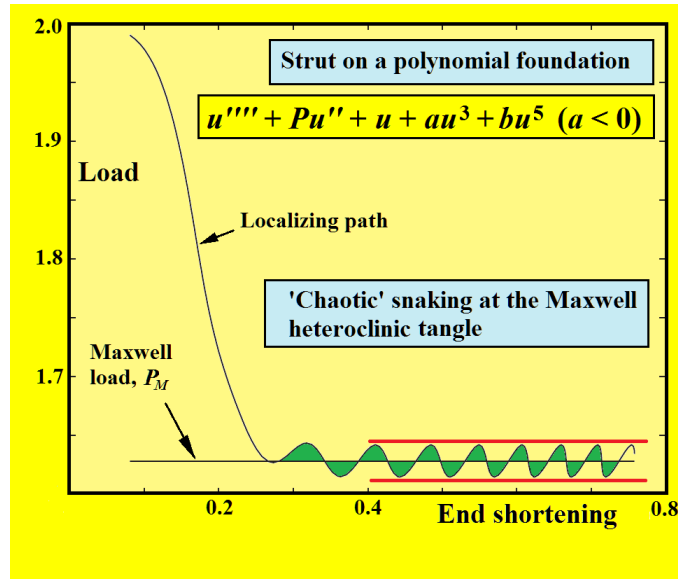 2.0
Strut on a polynomial foundation
u'''' + Pu'' + u + au³ + bu⁵ (a < 0)
1.9
Load
Localizing path
1.8
'Chaotic' snaking at the Maxwell
heteroclinic tangle
Maxwell
load, P_M
1.7
0.2
0.4
End shortening
0.8